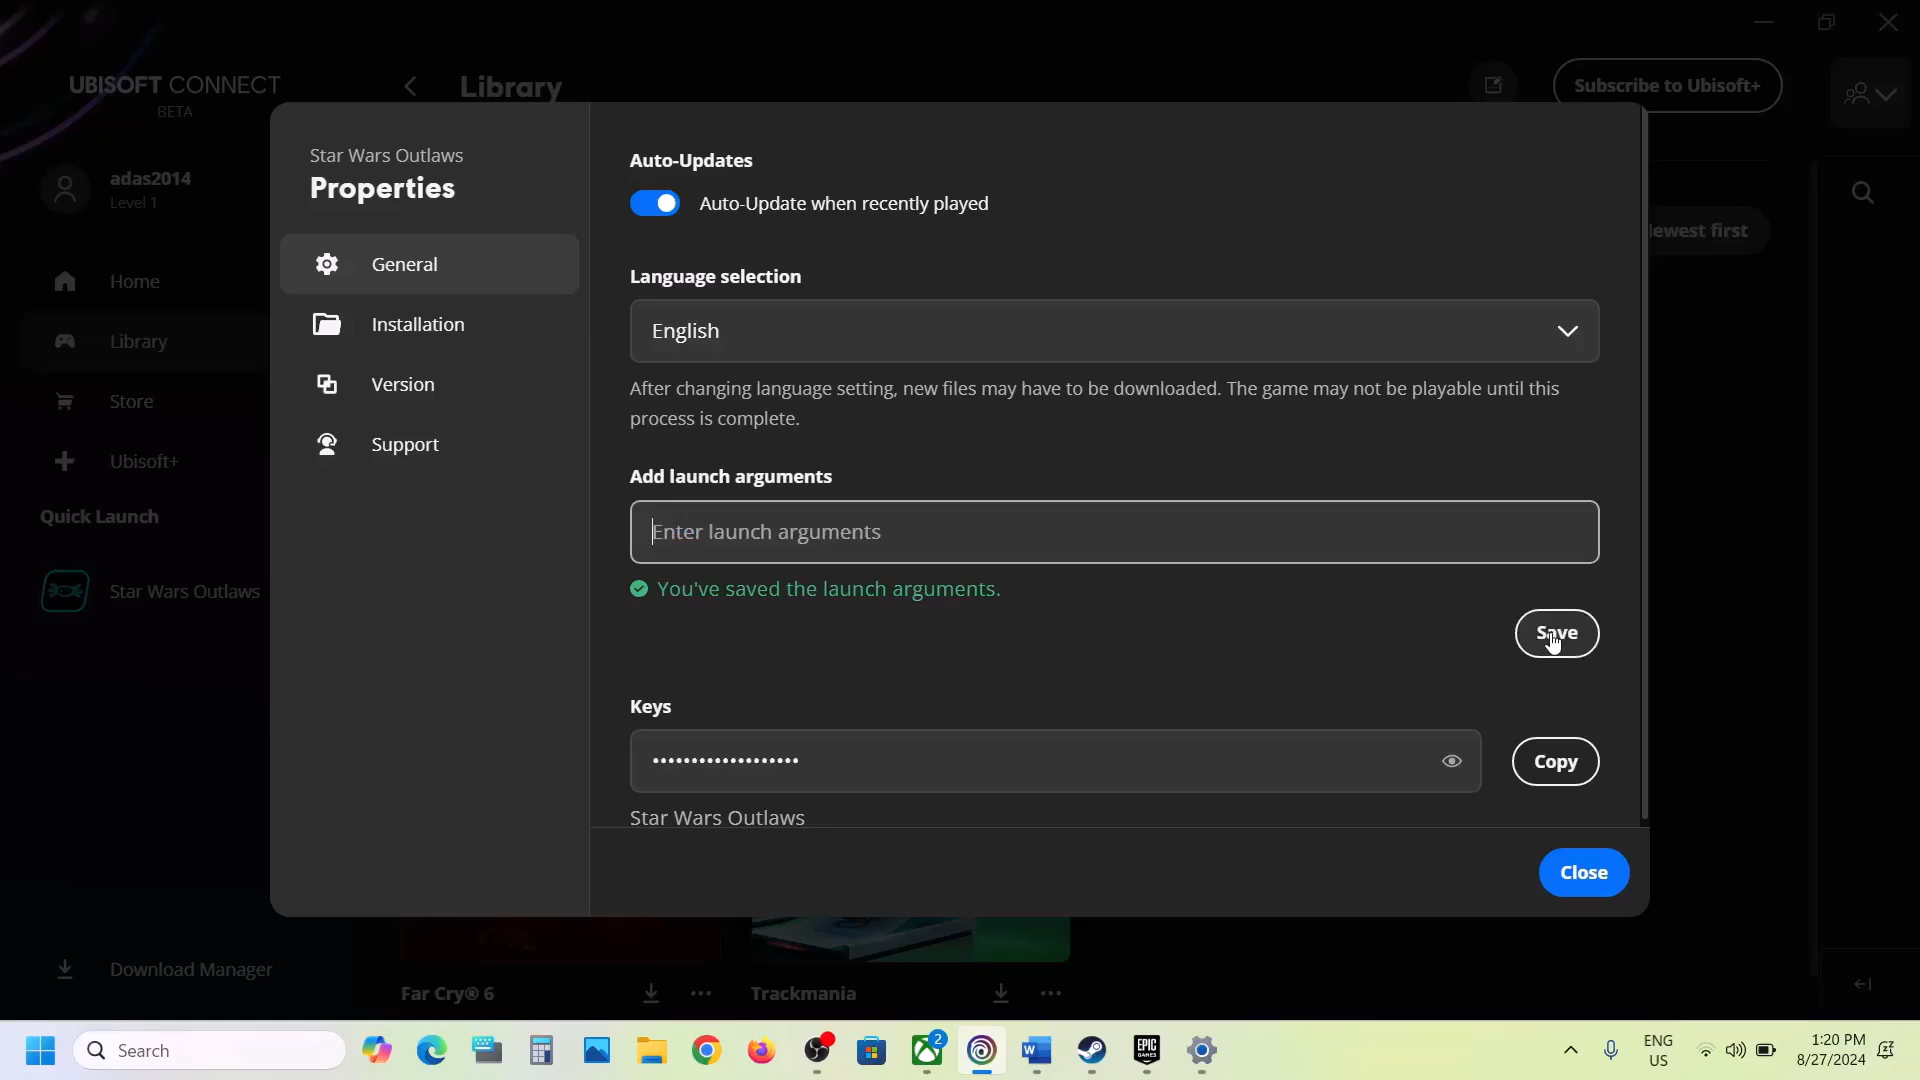 UBISOFT CONNECT
BETA
Library
Subscribe to Ubisoft+
adas2014
Level 1
Home
Library
Store
Ubisoft+
Quick Launch
Star Wars Outlaws
Download Manager
Star Wars Outlaws
Properties
General
Installation
Version
Support
Auto-Updates
Auto-Update when recently played
Language selection
English
After changing language setting, new files may have to be downloaded. The game may not be playable until this
process is complete.
Add launch arguments
Enter launch arguments
You've saved the launch arguments.
Save
Keys
•••••••••••••••••••
Copy
Star Wars Outlaws
Close
first
Far Cry® 6
Trackmania
Search
2
W
EPIC
GAMES
ENG
US
1:20 PM
8/27/2024